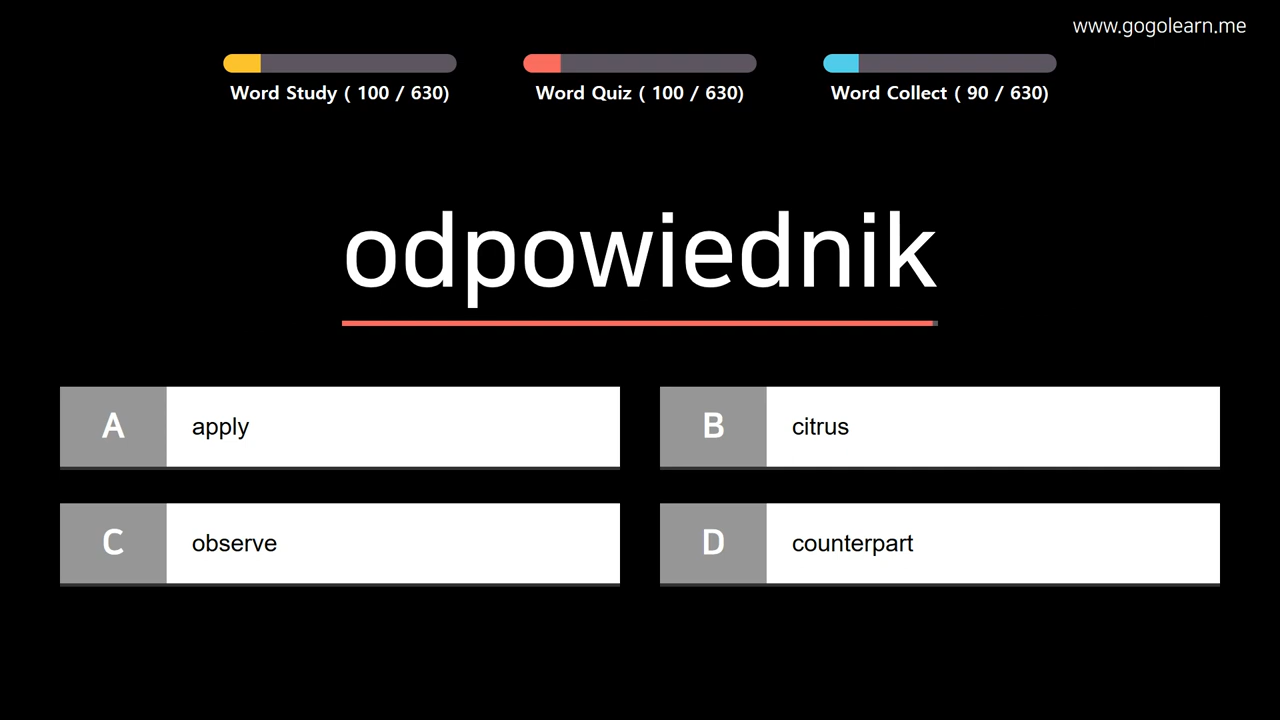 www.gogolearn.me
Word Study ( 100 / 630)
Word Quiz ( 100 / 630)
Word Collect ( 90 / 630)
odpowiednik
A apply
B citrus
C observe
D counterpart